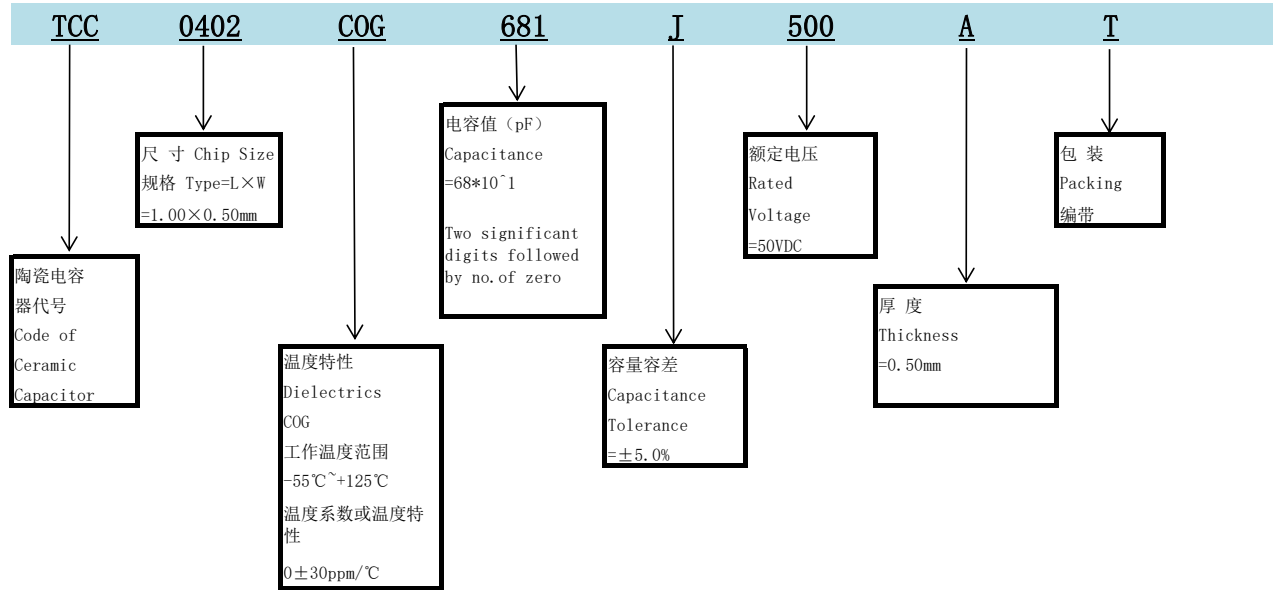 TCC 0402 COG 681 J 500 A T
陶瓷电容
器代号
Code of
Ceramic
Capacitor
尺 寸 Chip Size
规格 Type=L×W
=1.00×0.50mm
温度特性
Dielectrics
COG
工作温度范围
-55℃~+125℃
温度系数或温度特
性
0±30ppm/℃
电容值（pF）
Capacitance
=68*10^1
Two significant
digits followed
by no.of zero
容量容差
Capacitance
Tolerance
=±5.0%
额定电压
Rated
Voltage
=50VDC
厚 度
Thickness
=0.50mm
包 装
Packing
编带